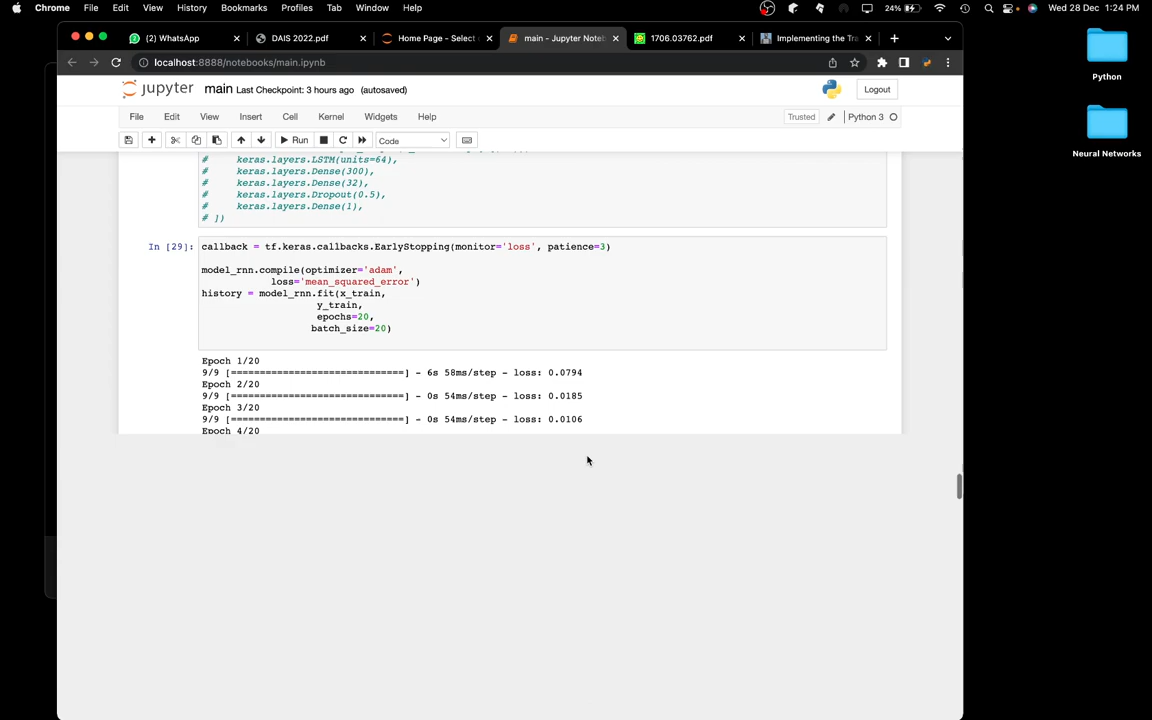 Chrome File Edit View History Bookmarks Profiles Tab Window Help 24% Wed 28 Dec 1:24 PM
(2) WhatsApp DAIS 2022.pdf Home Page - Select main - Jupyter Noteb 1706.03762.pdf Implementing the Tra
localhost:8888/notebooks/main.ipynb
jupyter main Last Checkpoint: 3 hours ago (autosaved) Logout
File Edit View Insert Cell Kernel Widgets Help Trusted Python 3
Run Code
# keras.layers.LSTM(units=64),
# keras.layers.Dense(300),
# keras.layers.Dense(32),
# keras.layers.Dropout(0.5),
# keras.layers.Dense(1),
# ])
In [29]: callback = tf.keras.callbacks.EarlyStopping(monitor='loss', patience=3)
model_rnn.compile(optimizer='adam',
loss='mean_squared_error')
history = model_rnn.fit(x_train,
y_train,
epochs=20,
batch_size=20)
Epoch 1/20
9/9 [==============================] - 6s 58ms/step - loss: 0.0794
Epoch 2/20
9/9 [==============================] - 0s 54ms/step - loss: 0.0185
Epoch 3/20
9/9 [==============================] - 0s 54ms/step - loss: 0.0106
Epoch 4/20
Python
Neural Networks